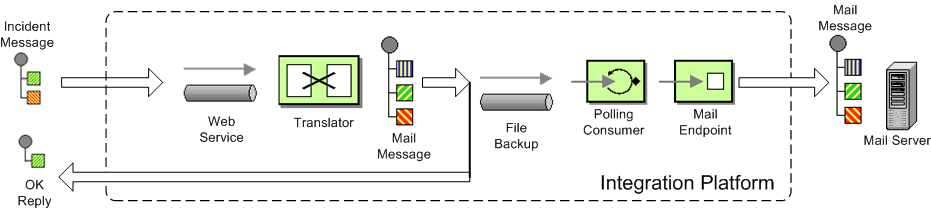 Incident
Message
Mail
Message
Web
Service
Translator
Mail
Message
File
Backup
Polling
Consumer
Mail
Endpoint
Mail Server
OK
Reply
Integration Platform